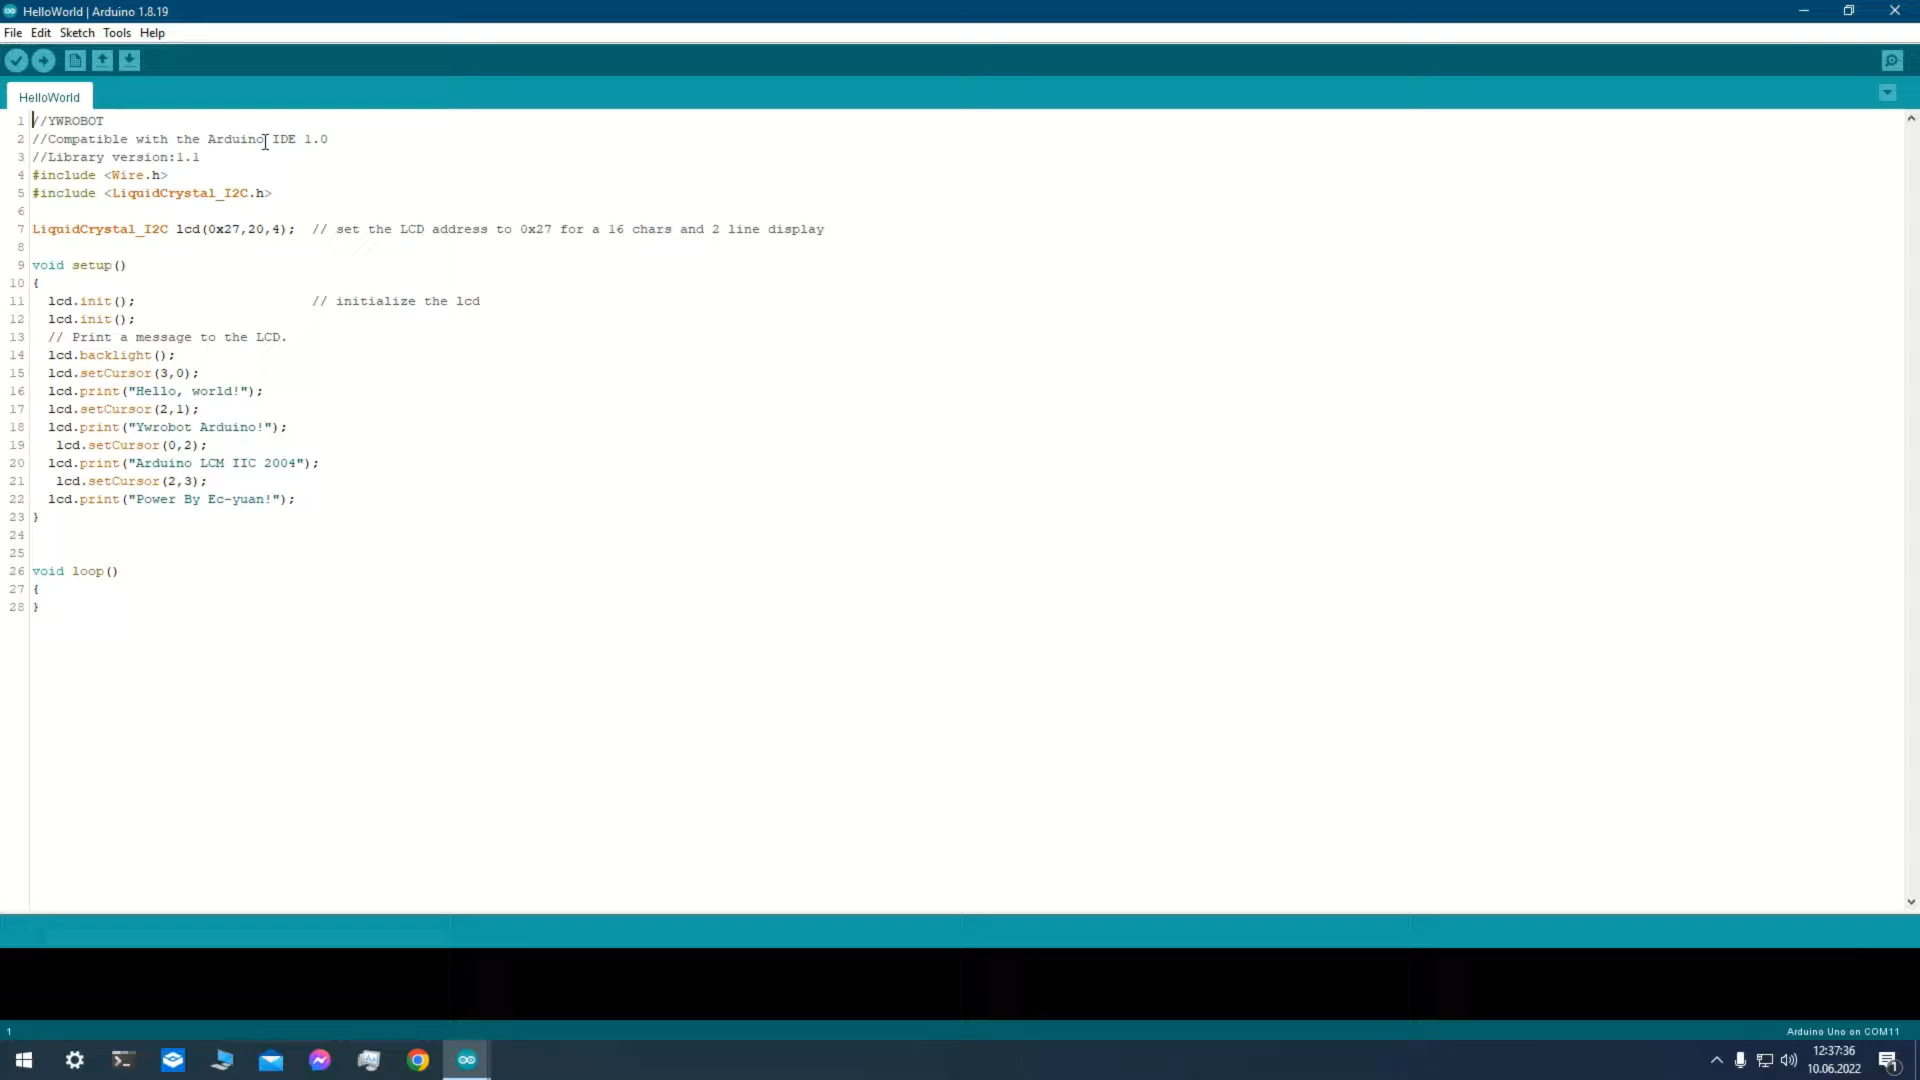 HelloWorld | Arduino 1.8.19
File Edit Sketch Tools Help
HelloWorld
1 //YWROBOT
2 //Compatible with the Arduino IDE 1.0
3 //Library version:1.1
4 #include <Wire.h>
5 #include <LiquidCrystal_I2C.h>
6
7 LiquidCrystal_I2C lcd(0x27,20,4);  // set the LCD address to 0x27 for a 16 chars and 2 line display
8
9 void setup()
10 {
11   lcd.init();                      // initialize the lcd
12   lcd.init();
13   // Print a message to the LCD.
14   lcd.backlight();
15   lcd.setCursor(3,0);
16   lcd.print("Hello, world!");
17   lcd.setCursor(2,1);
18   lcd.print("Ywrobot Arduino!");
19    lcd.setCursor(0,2);
20   lcd.print("Arduino LCM IIC 2004");
21    lcd.setCursor(2,3);
22   lcd.print("Power By Ec-yuan!");
23 }
24
25
26 void loop()
27 {
28 }
1
Arduino Uno on COM11
12:37:36
10.06.2022
1